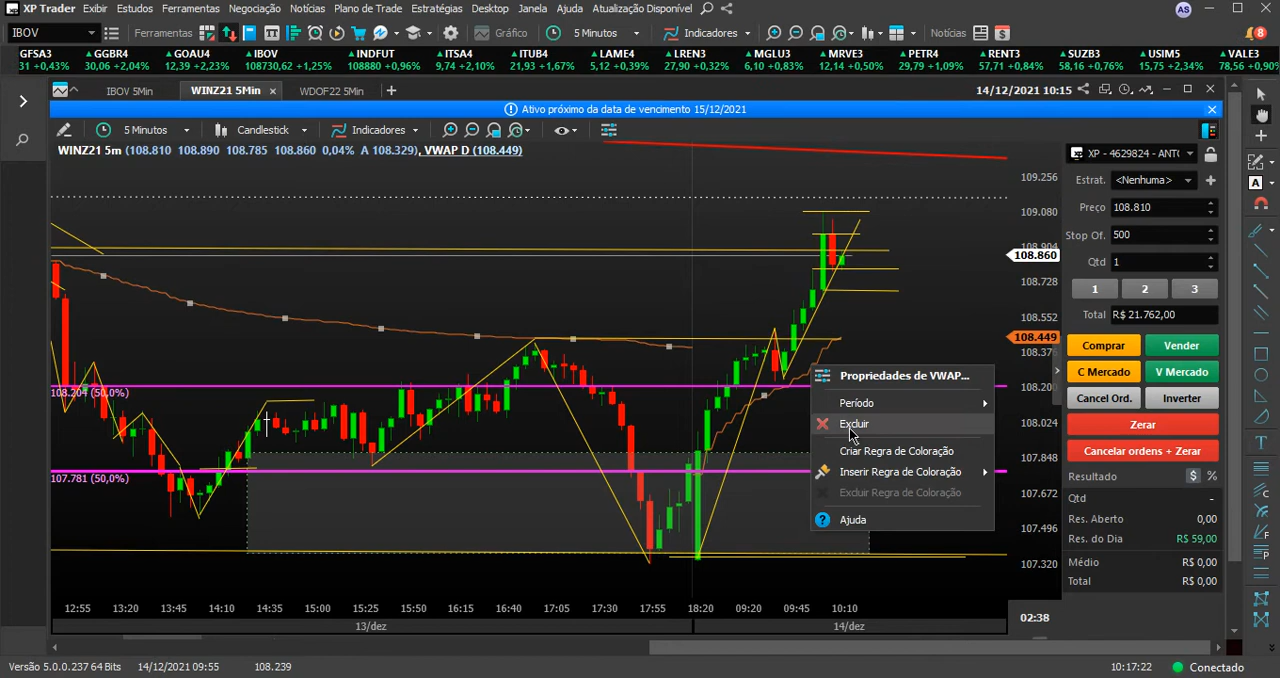 XP Trader Exibir Estudos Ferramentas Negociação Notícias Plano de Trade Estratégias Desktop Janela Ajuda Atualização Disponível AS
IBOV Ferramentas Gráfico 5 Minutos Indicadores Notícias 8
GFSA3 GGBR4 GOAU4 IBOV INDFUT ITSA4 ITUB4 LAME4 LREN3 MGLU3 MRVE3 PETR4 RENT3 SUZB3 USIM5 VALE3
31 +0,43% 30,06 +2,04% 12,39 +2,23% 108730,62 +1,25% 108880 +0,96% 9,74 +2,10% 21,93 +1,67% 5,12 +0,39% 27,90 +0,32% 6,10 +0,83% 12,14 +0,50% 29,79 +1,09% 57,71 +0,84% 58,16 +0,76% 15,75 +2,34% 78,56 +0,90%
IBOV 5Min WINZ21 5Min WDOF22 5Min 14/12/2021 10:15
Ativo próximo da data de vencimento 15/12/2021
5 Minutos Candlestick Indicadores
WINZ21 5m (108.810 108.890 108.785 108.860 0,04% A 108.329), VWAP D (108.449)
109.256
109.080
108.904
108.860
108.728
108.552
108.449
108.376
108.200
108.024
107.848
107.672
107.496
107.320
108.204 (50,0%)
107.781 (50,0%)
Propriedades de VWAP...
Período
Excluir
Criar Regra de Coloração
Inserir Regra de Coloração
Excluir Regra de Coloração
Ajuda
12:55 13:20 13:45 14:10 14:35 15:00 15:25 15:50 16:15 16:40 17:05 17:30 17:55 18:20 09:20 09:45 10:10
13/dez 14/dez
02:38
XP - 4629824 - ANTO
Estrat. <Nenhuma>
Preço 108.810
Stop Of. 500
Qtd 1
1 2 3
Total R$ 21.762,00
Comprar Vender
C Mercado V Mercado
Cancel Ord. Inverter
Zerar
Cancelar ordens + Zerar
Resultado $ %
Qtd -
Res. Aberto 0,00
Res. do Dia R$ 59,00
Médio R$ 0,00
Total R$ 0,00
Versão 5.0.0.237 64 Bits 14/12/2021 09:55 108.239 10:17:22 Conectado